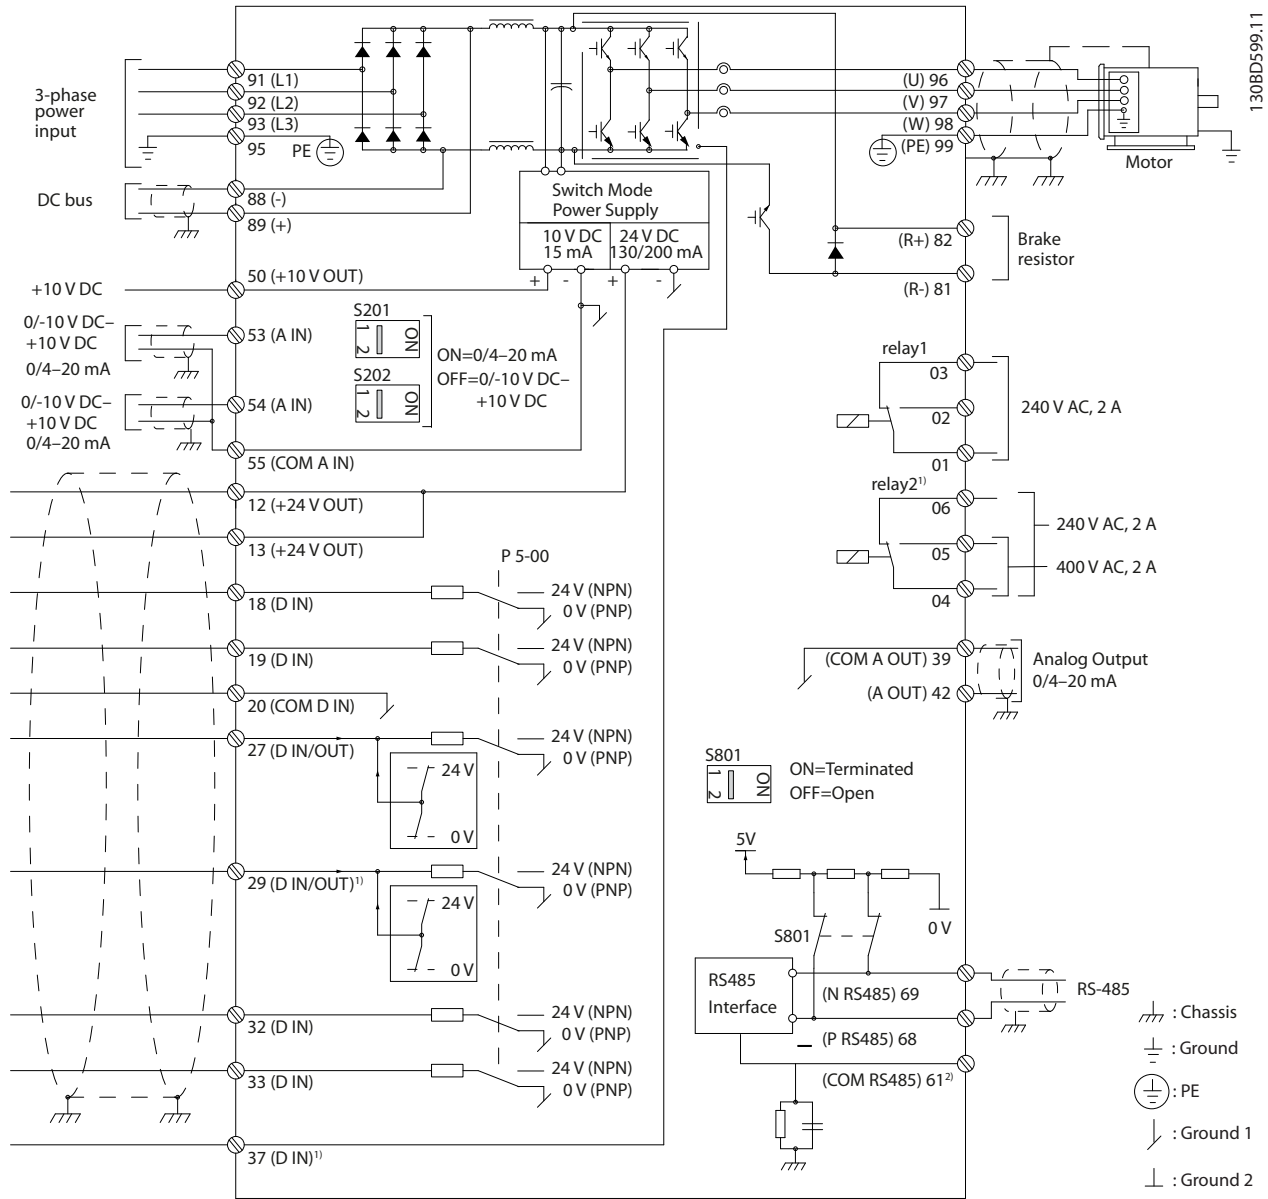 130BD599.11
3-phase
power
input
91 (L1)
92 (L2)
93 (L3)
95
PE
(U) 96
(V) 97
(W) 98
(PE) 99
Motor
DC bus
88 (-)
89 (+)
Switch Mode
Power Supply
10 V DC
15 mA
24 V DC
130/200 mA
+
-
+
-
(R+) 82
(R-) 81
Brake
resistor
+10 V DC
50 (+10 V OUT)
0/-10 V DC–
+10 V DC
0/4–20 mA
53 (A IN)
0/-10 V DC–
+10 V DC
0/4–20 mA
54 (A IN)
55 (COM A IN)
S201
1
2
ON
S202
1
2
ON
ON=0/4–20 mA
OFF=0/-10 V DC–
+10 V DC
relay1
03
02
01
240 V AC, 2 A
relay2¹⁾
06
05
04
240 V AC, 2 A
400 V AC, 2 A
12 (+24 V OUT)
13 (+24 V OUT)
P 5-00
18 (D IN)
24 V (NPN)
0 V (PNP)
19 (D IN)
24 V (NPN)
0 V (PNP)
20 (COM D IN)
27 (D IN/OUT)
24 V (NPN)
0 V (PNP)
24 V
0 V
29 (D IN/OUT)¹⁾
24 V (NPN)
0 V (PNP)
24 V
0 V
32 (D IN)
24 V (NPN)
0 V (PNP)
33 (D IN)
24 V (NPN)
0 V (PNP)
37 (D IN)¹⁾
(COM A OUT) 39
(A OUT) 42
Analog Output
0/4–20 mA
S801
1
2
ON
ON=Terminated
OFF=Open
5V
0 V
S801
RS485
Interface
(N RS485) 69
(P RS485) 68
(COM RS485) 61²⁾
RS-485
: Chassis
: Ground
: PE
: Ground 1
: Ground 2